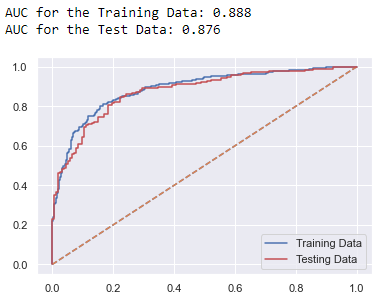 AUC for the Training Data: 0.888
AUC for the Test Data: 0.876
1.0
0.8
0.6
0.4
0.2
0.0
Training Data
Testing Data
0.0 0.2 0.4 0.6 0.8 1.0